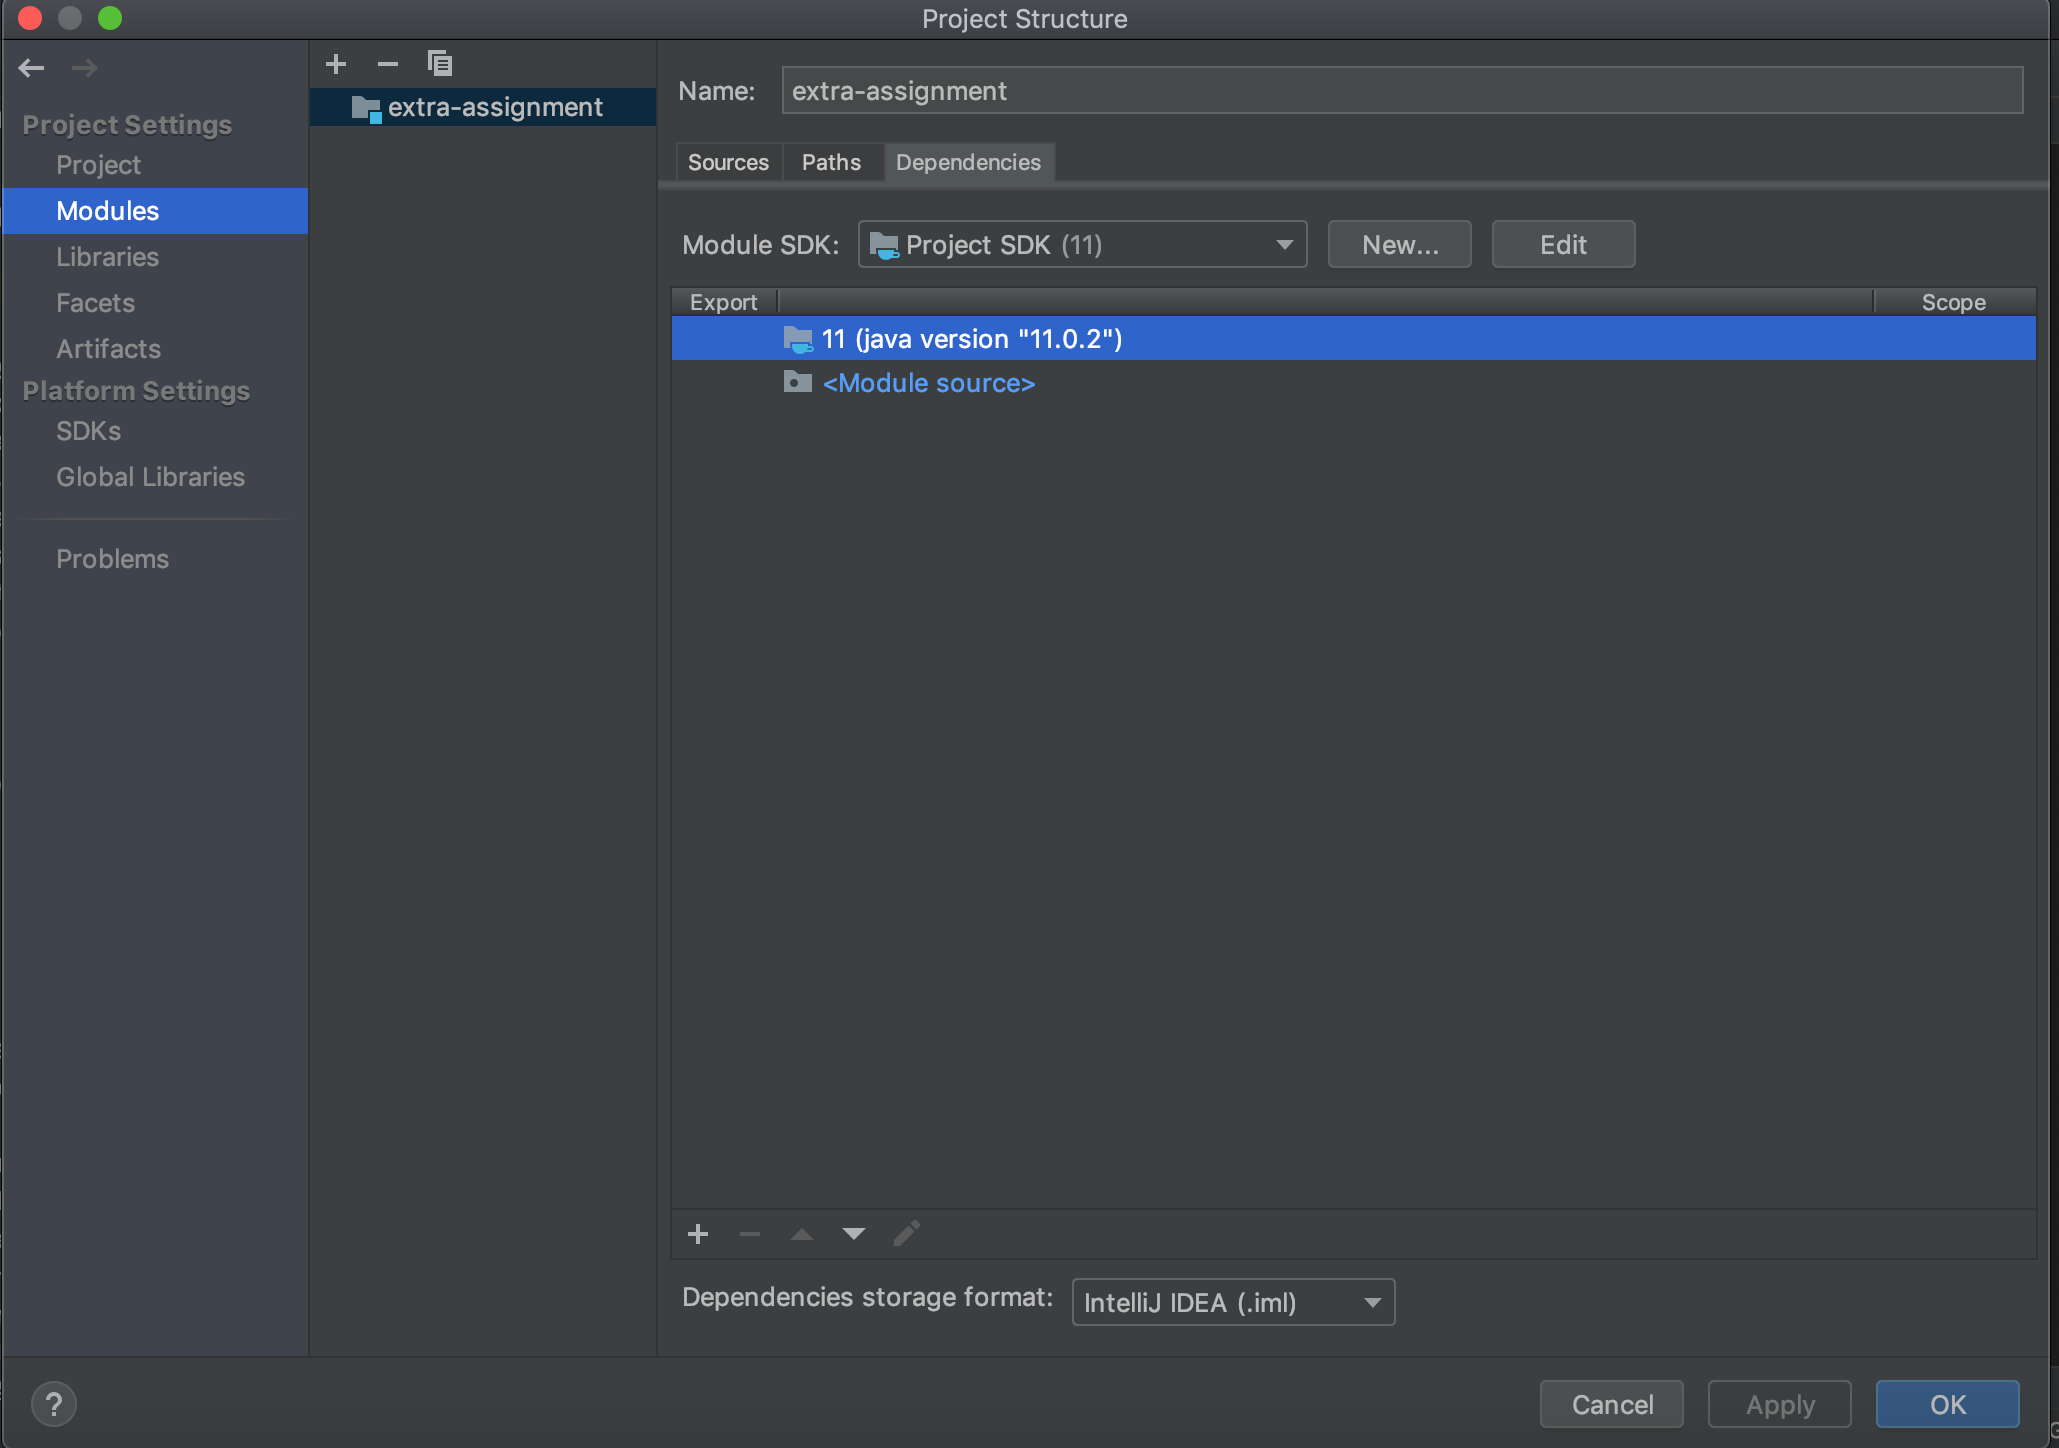 Project Structure
Project Settings
Project
Modules
Libraries
Facets
Artifacts
Platform Settings
SDKs
Global Libraries
Problems
extra-assignment
Name: extra-assignment
Sources Paths Dependencies
Module SDK: Project SDK (11) New... Edit
Export Scope
11 (java version "11.0.2")
<Module source>
Dependencies storage format: IntelliJ IDEA (.iml)
? Cancel Apply OK